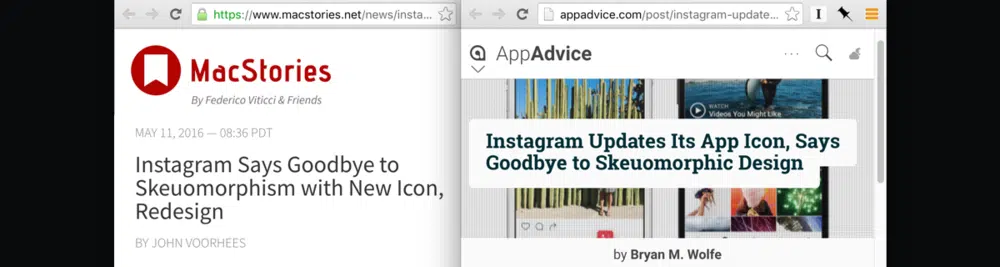 https://www.macstories.net/news/insta...
MacStories
By Federico Viticci & Friends
MAY 11, 2016 — 08:36 PDT
Instagram Says Goodbye to
Skeuomorphism with New Icon,
Redesign
BY JOHN VOORHEES
appadvice.com/post/instagram-update...
AppAdvice
WATCH
Videos You Might Like
Instagram Updates Its App Icon, Says
Goodbye to Skeuomorphic Design
by Bryan M. Wolfe